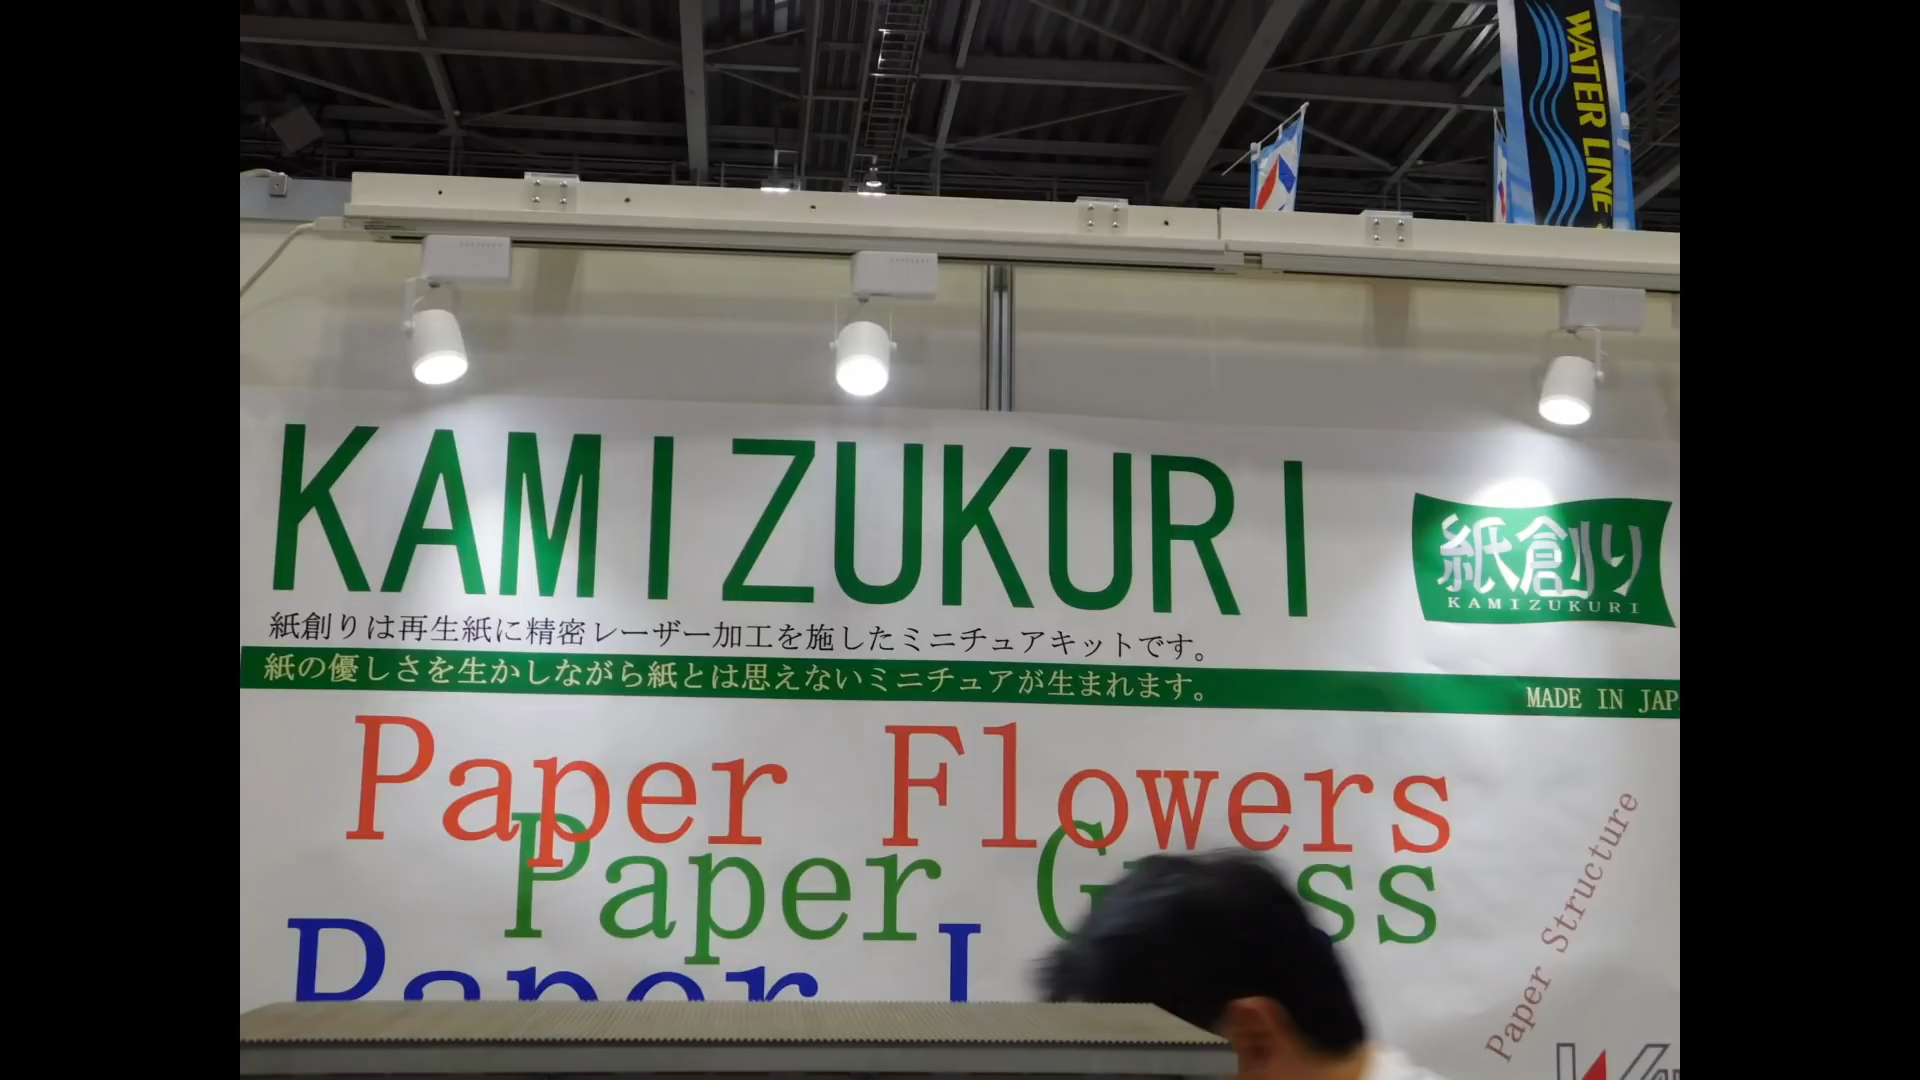 WATER LINE
KAMIZUKURI
紙創り
KAMIZUKURI
紙創りは再生紙に精密レーザー加工を施したミニチュアキットです。
紙の優しさを生かしながら紙とは思えないミニチュアが生まれます。
MADE IN JAP
Paper Flowers
Paper G ss
Paper
Paper Structure